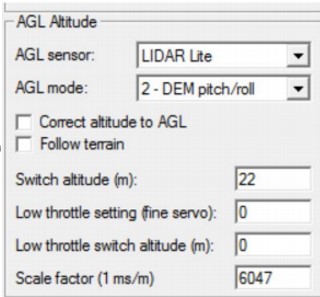 AGL Altitude
AGL sensor: LIDAR Lite
AGL mode: 2 - DEM pitch/roll
Correct altitude to AGL
Follow terrain
Switch altitude (m): 22
Low throttle setting (fine servo): 0
Low throttle switch altitude (m): 0
Scale factor (1 ms/m) 6047